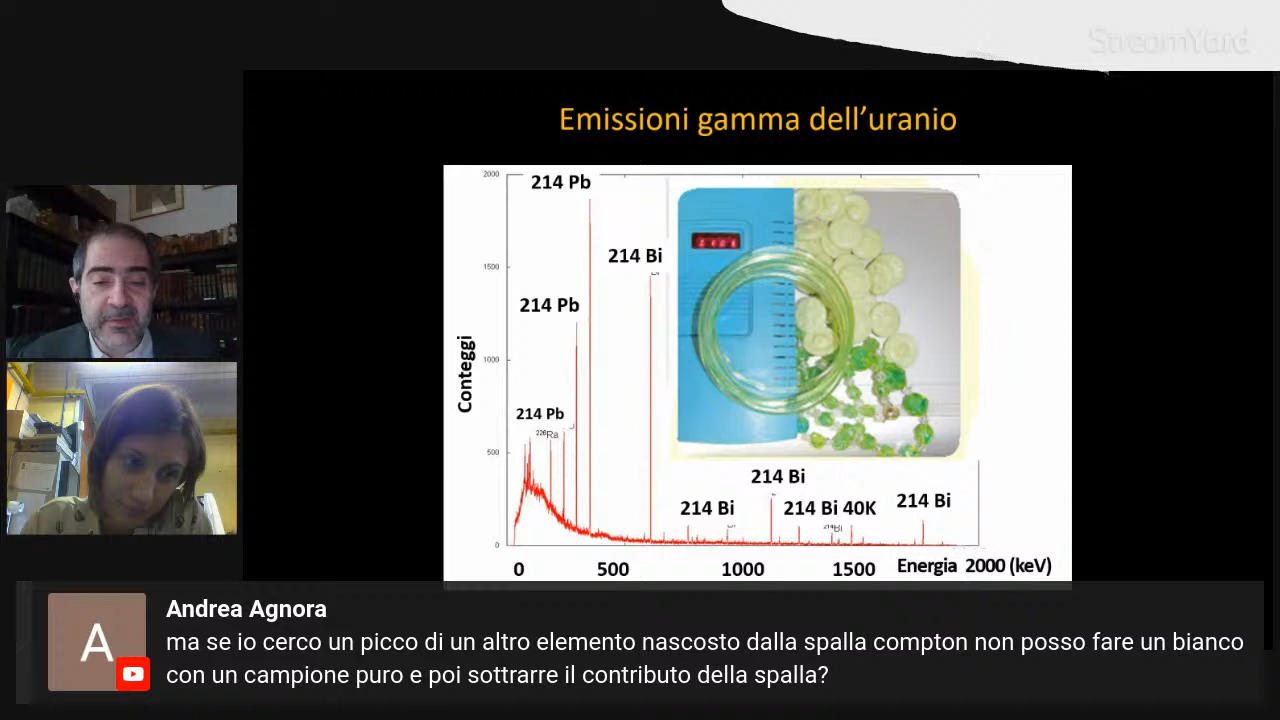 StreamYard
Emissioni gamma dell’uranio
2000
214 Pb
214 Bi
1500
214 Pb
Conteggi
1000
214 Pb
226Ra
500
214 Bi
214 Bi
214 Bi 40K
214Bi
214 Bi
0
0
500
1000
1500
Energia 2000 (keV)
A
Andrea Agnora
ma se io cerco un picco di un altro elemento nascosto dalla spalla compton non posso fare un bianco
con un campione puro e poi sottrarre il contributo della spalla?